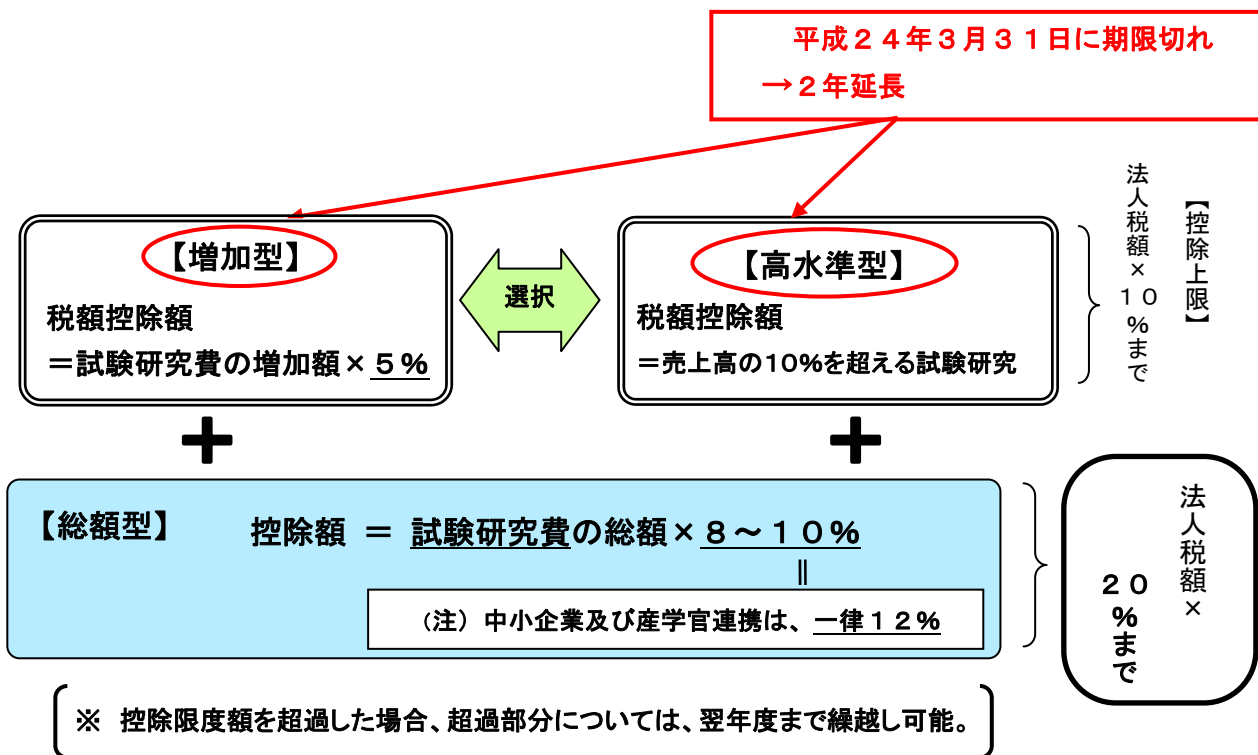 平成２４年３月３１日に期限切れ
→２年延長
【増加型】
税額控除額
＝試験研究費の増加額×５％
選択
【高水準型】
税額控除額
＝売上高の10％を超える試験研究
【控除上限】
法人税額×１０％まで
＋
＋
【総額型】 控除額 ＝ 試験研究費の総額×８～１０％
||
（注）中小企業及び産学官連携は、一律１２％
法人税額×
２０％まで
※ 控除限度額を超過した場合、超過部分については、翌年度まで繰越し可能。